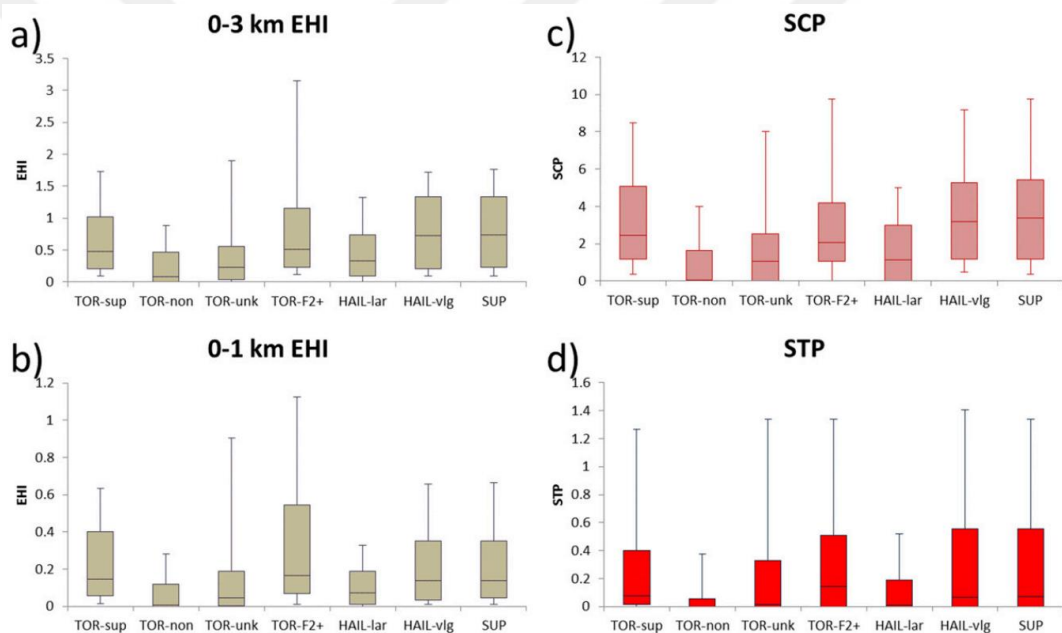 a)
0-3 km EHI
3.5
3
2.5
2
1.5
1
0.5
0
EHI
TOR-sup TOR-non TOR-unk TOR-F2+ HAIL-lar HAIL-vlg SUP
c)
SCP
12
10
8
6
4
2
0
SCP
TOR-sup TOR-non TOR-unk TOR-F2+ HAIL-lar HAIL-vlg SUP
b)
0-1 km EHI
1.2
1
0.8
0.6
0.4
0.2
0
EHI
TOR-sup TOR-non TOR-unk TOR-F2+ HAIL-lar HAIL-vlg SUP
d)
STP
1.6
1.4
1.2
1
0.8
0.6
0.4
0.2
0
STP
TOR-sup TOR-non TOR-unk TOR-F2+ HAIL-lar HAIL-vlg SUP